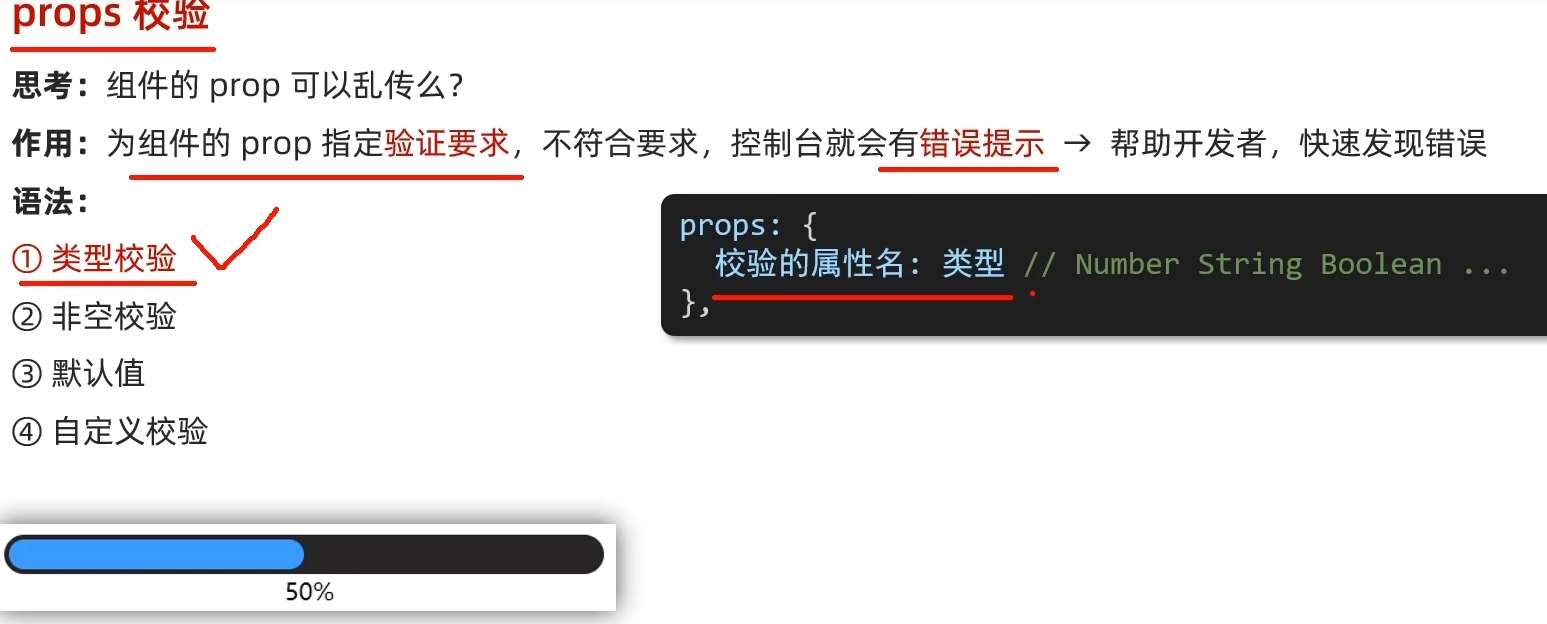 props 校验
思考：组件的 prop 可以乱传么？
作用：为组件的 prop 指定验证要求，不符合要求，控制台就会有错误提示 → 帮助开发者，快速发现错误
语法：
① 类型校验
② 非空校验
③ 默认值
④ 自定义校验
props: {
校验的属性名: 类型 // Number String Boolean ...
},
50%